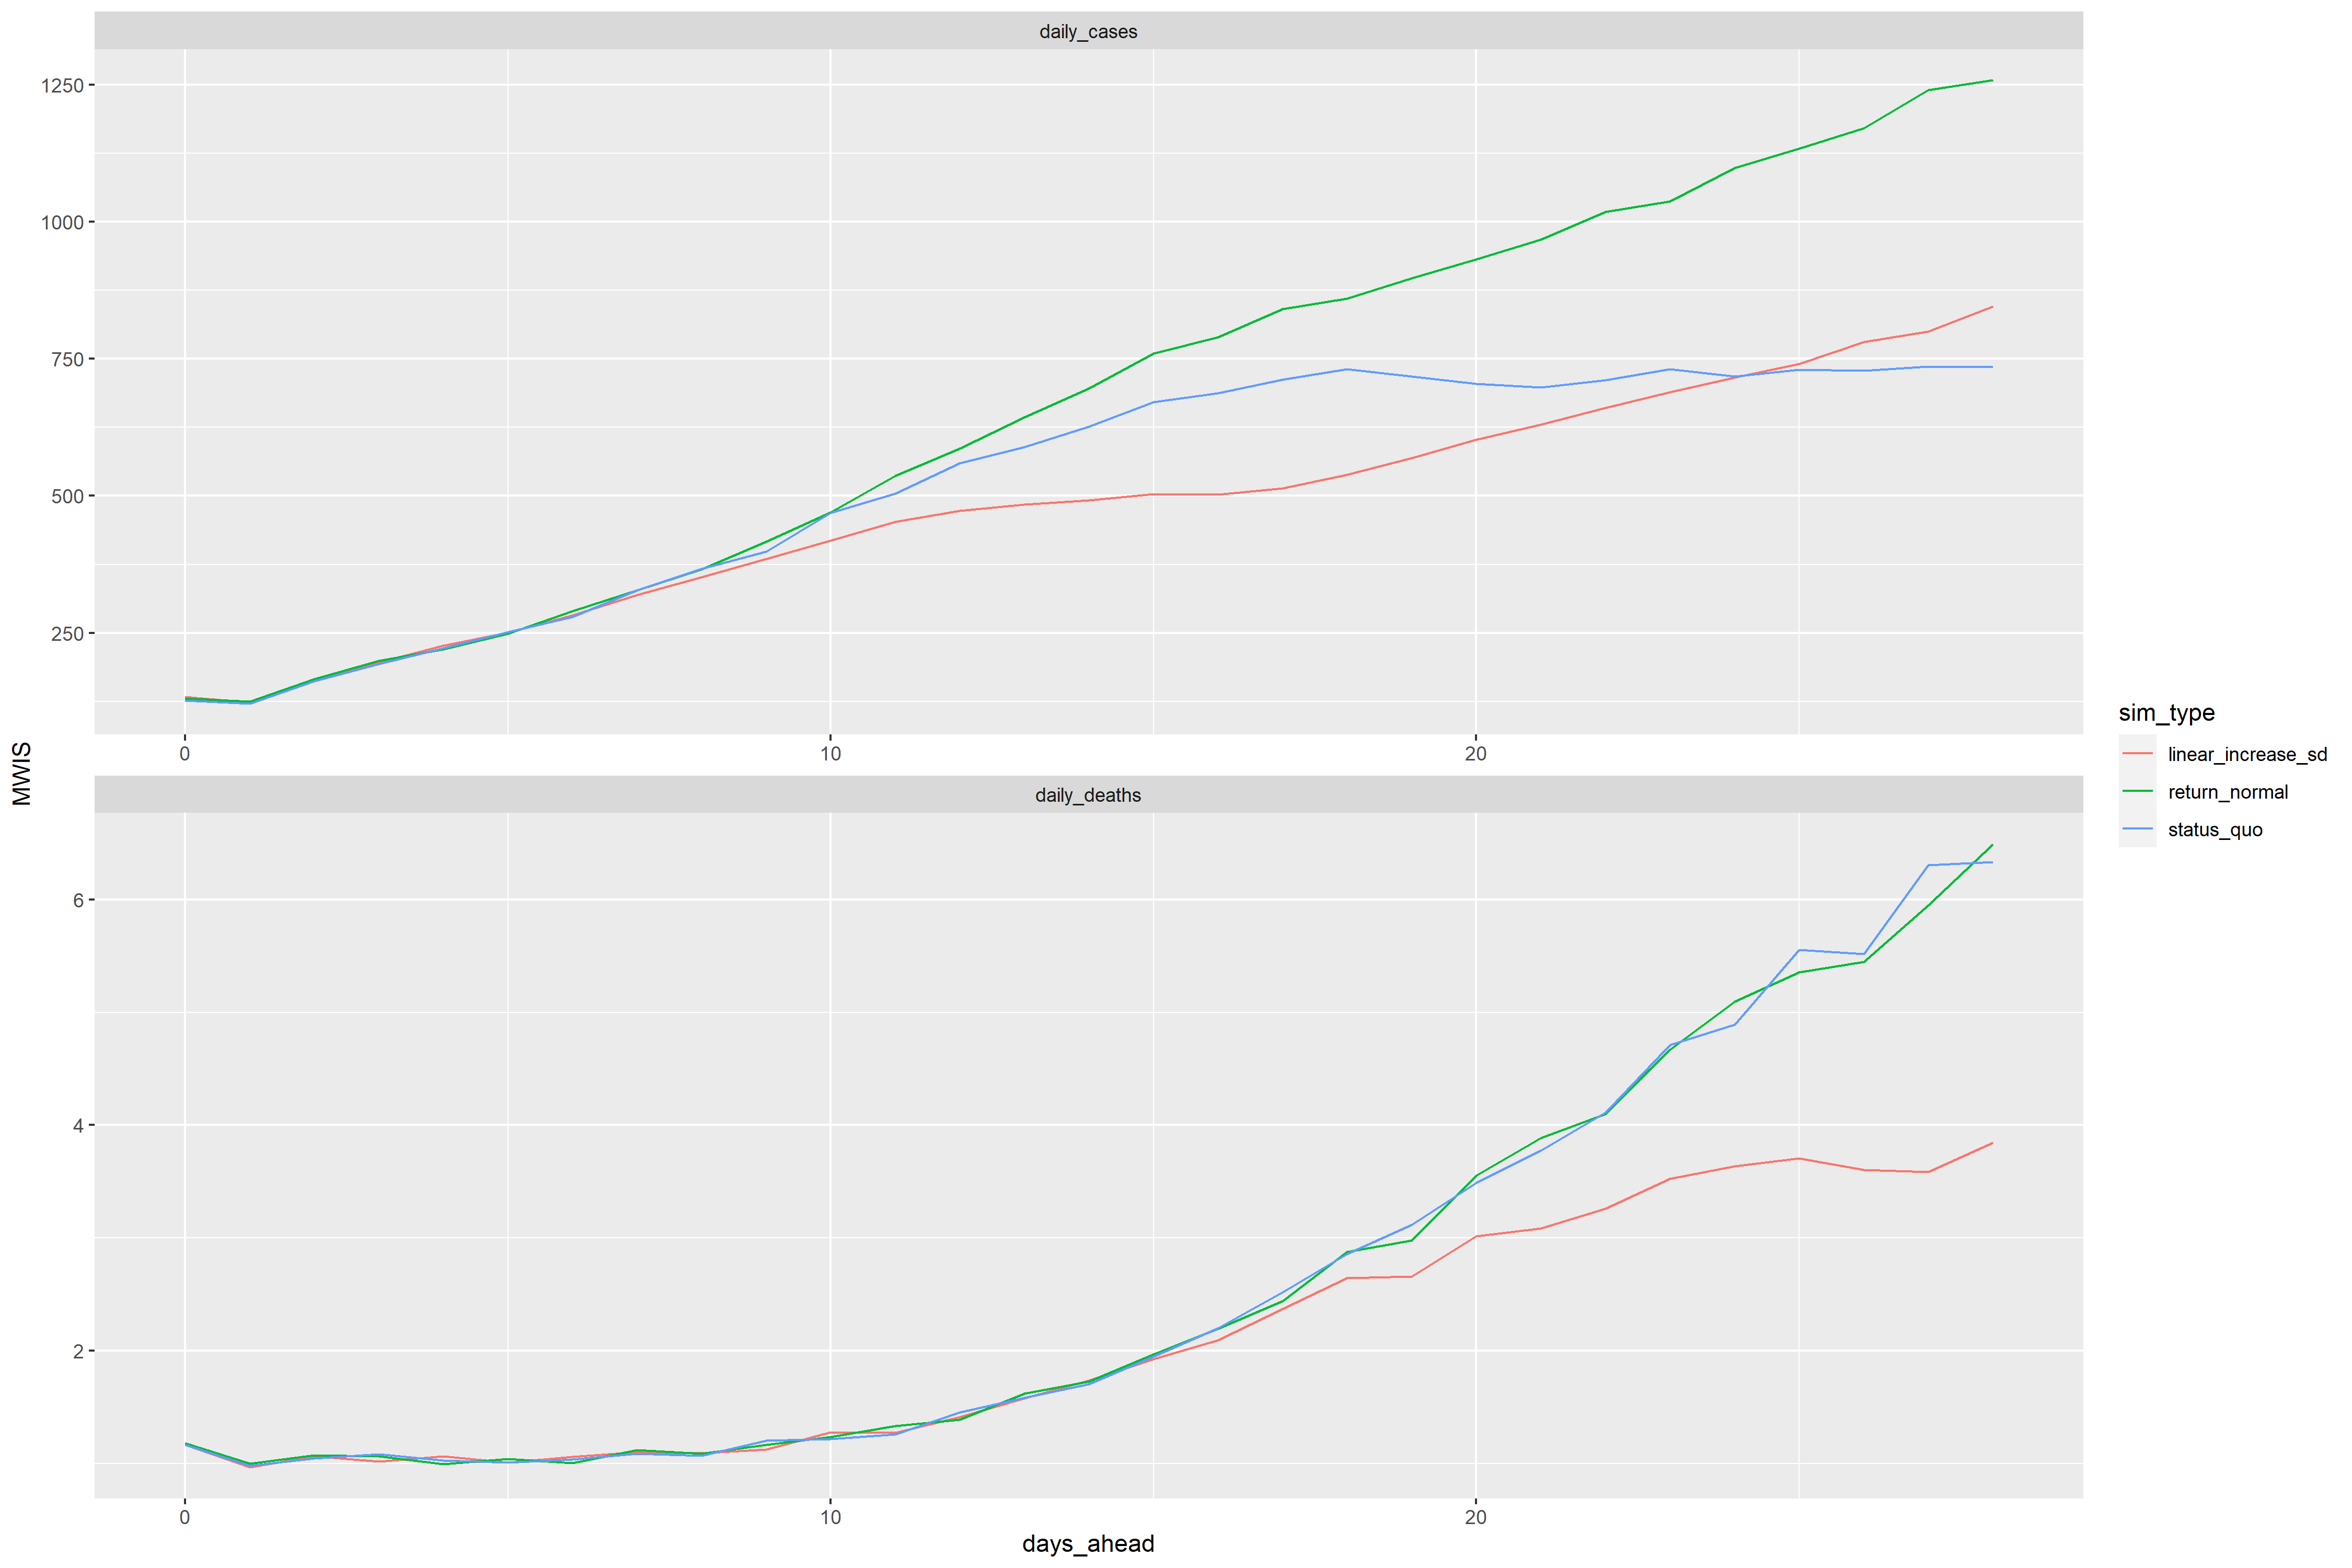 daily_cases
1250
1000
750
500
250
0 10 20
MWIS
daily_deaths
6
4
2
0 10 20
days_ahead
sim_type
linear_increase_sd
return_normal
status_quo